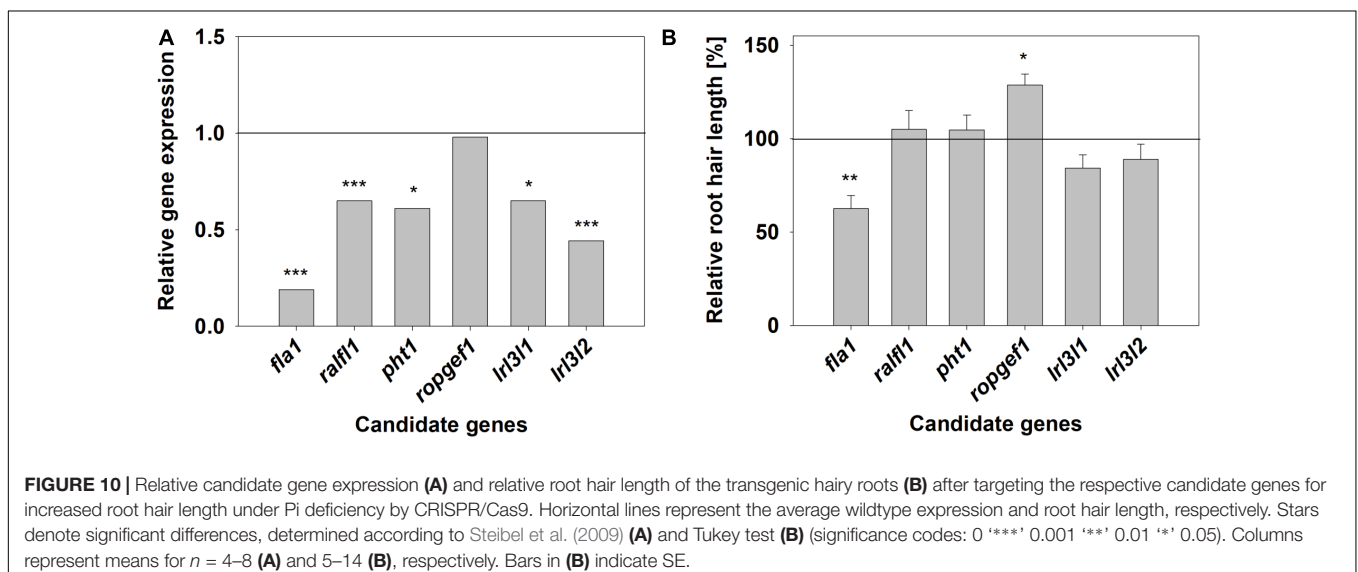 A
1.5
1.0
0.5
0.0
Relative gene expression
***
***
*
*
***
fla1
ralfl1
pht1
ropgef1
lrl3l1
lrl3l2
Candidate genes
B
150
100
50
0
Relative root hair length [%]
**
*
fla1
ralfl1
pht1
ropgef1
lrl3l1
lrl3l2
Candidate genes
FIGURE 10 | Relative candidate gene expression (A) and relative root hair length of the transgenic hairy roots (B) after targeting the respective candidate genes for
increased root hair length under Pi deficiency by CRISPR/Cas9. Horizontal lines represent the average wildtype expression and root hair length, respectively. Stars
denote significant differences, determined according to Steibel et al. (2009) (A) and Tukey test (B) (significance codes: 0 ‘***’ 0.001 ‘**’ 0.01 ‘*’ 0.05). Columns
represent means for n = 4–8 (A) and 5–14 (B), respectively. Bars in (B) indicate SE.